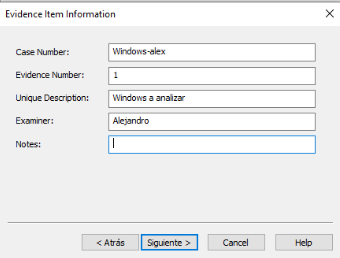 Evidence Item Information
Case Number: Windows-alex
Evidence Number: 1
Unique Description: Windows a analizar
Examiner: Alejandro
Notes:
< Atrás Siguiente > Cancel Help